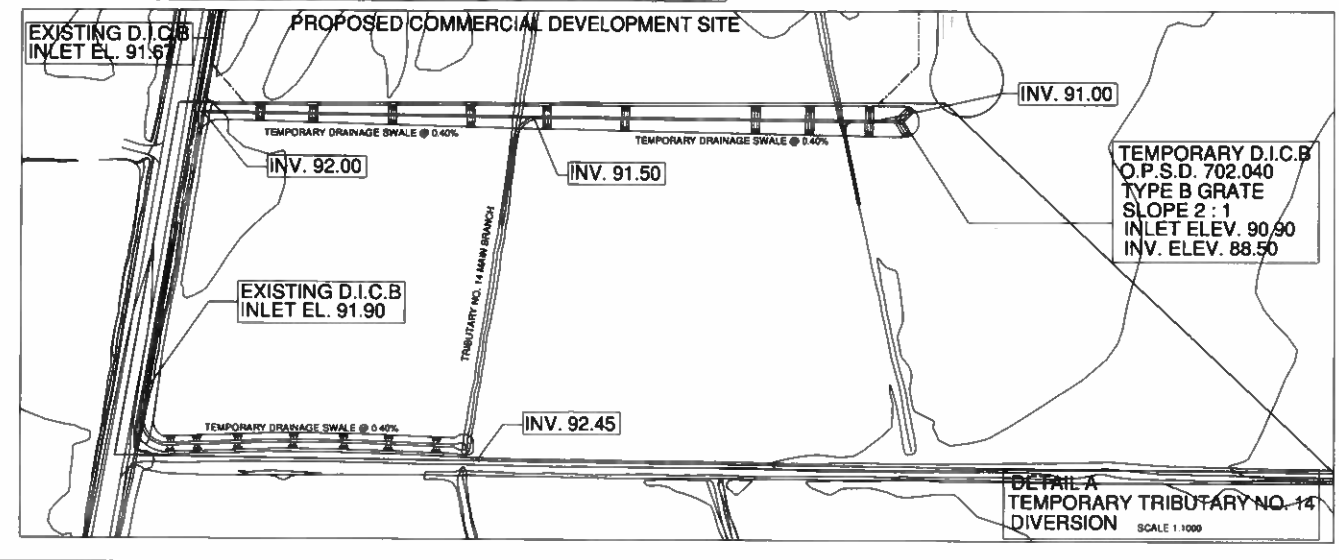 PROPOSED COMMERCIAL DEVELOPMENT SITE
EXISTING D.I.C.B
INLET EL. 91.67
INV. 91.00
TEMPORARY DRAINAGE SWALE @ 0.40%
TEMPORARY DRAINAGE SWALE @ 0.40%
INV. 92.00
INV. 91.50
TEMPORARY D.I.C.B
O.P.S.D. 702.040
TYPE B GRATE
SLOPE 2 : 1
INLET ELEV. 90.90
INV. ELEV. 88.50
TRIBUTARY NO. 14 MAIN BRANCH
EXISTING D.I.C.B
INLET EL. 91.90
TEMPORARY DRAINAGE SWALE @ 0.40%
INV. 92.45
DETAIL A
TEMPORARY TRIBUTARY NO. 14
DIVERSION SCALE 1:1000